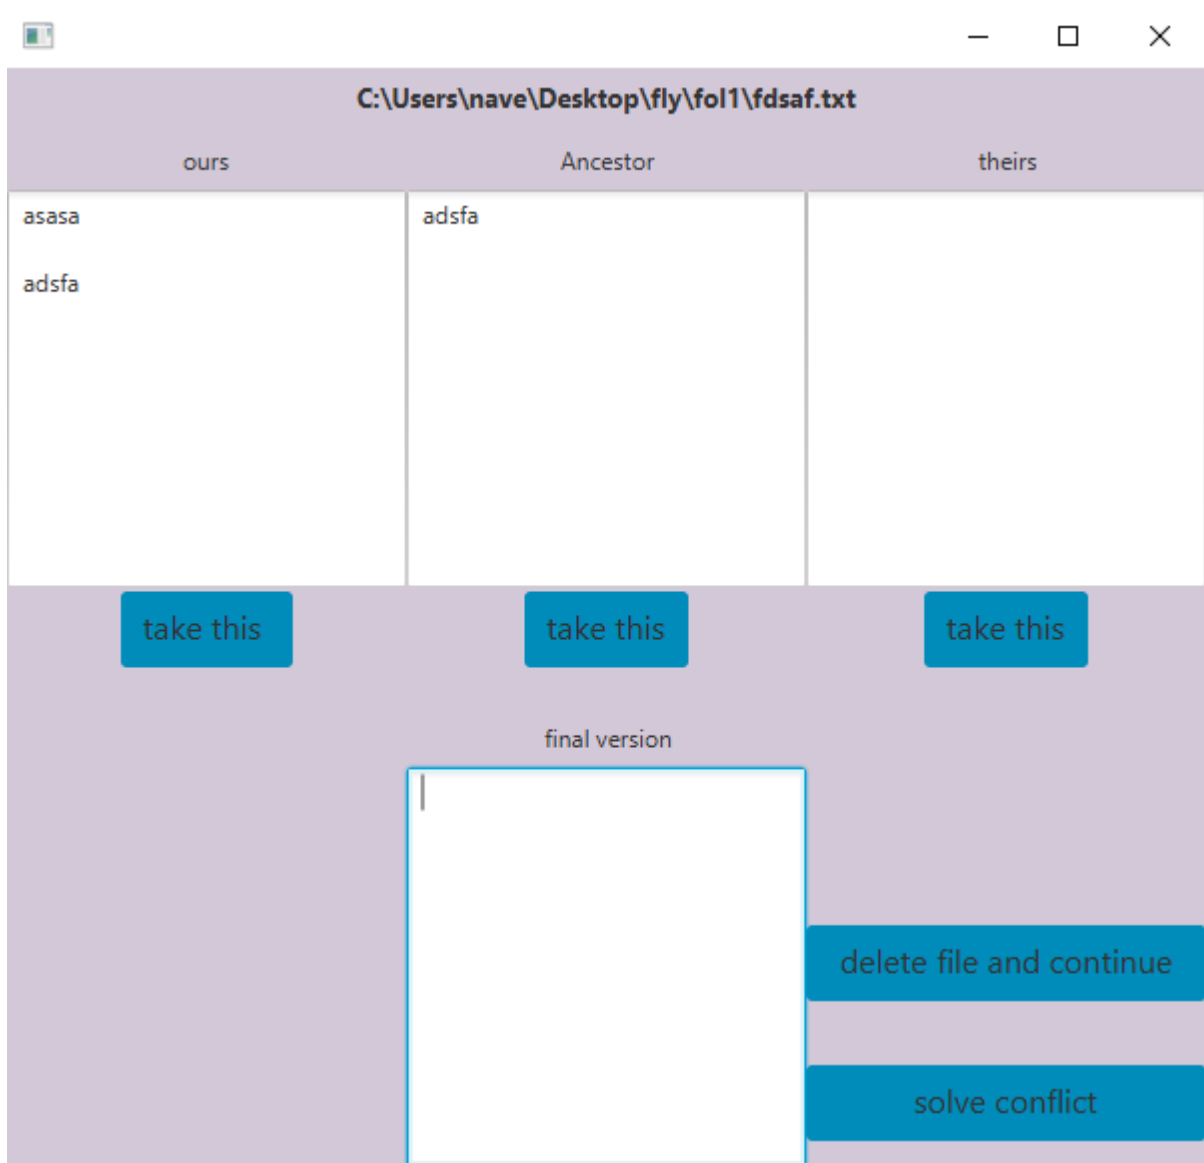 C:\Users\nave\Desktop\fly\fol1\fdsaf.txt
ours Ancestor theirs
asasa adsfa
adsfa
take this take this take this
final version
delete file and continue
solve conflict